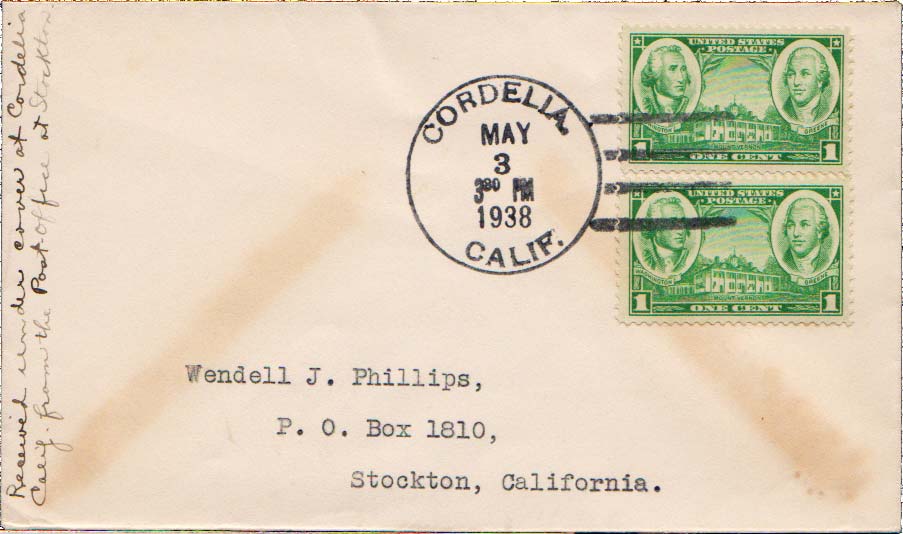 Received under cover at Cordelia
Calif. from the Post office at Stockton.
CORDELIA.
MAY
3
3 30 PM
1938
CALIF.
UNITED STATES
POSTAGE
WASHINGTON
GREENE
MOUNT VERNON
1 ONE CENT 1
UNITED STATES
POSTAGE
WASHINGTON
GREENE
MOUNT VERNON
1 ONE CENT 1
Wendell J. Phillips,
P. O. Box 1810,
Stockton, California.